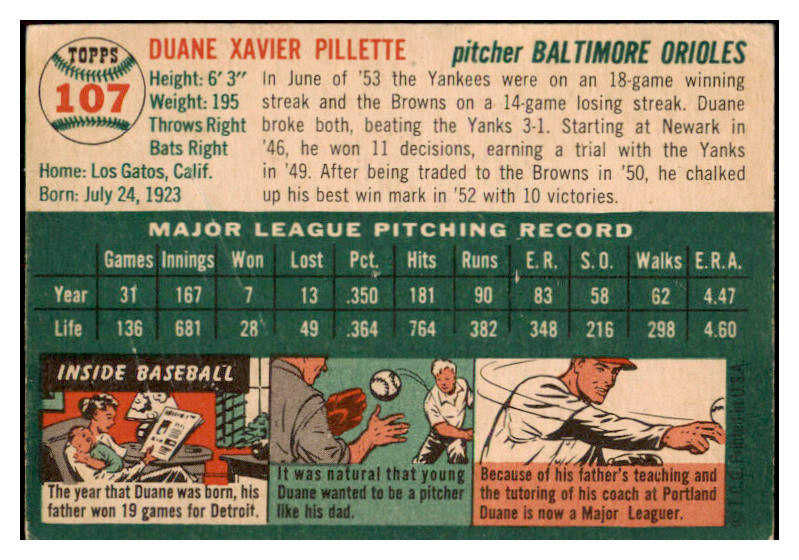 TOPPS
107
DUANE XAVIER PILLETTE pitcher BALTIMORE ORIOLES
Height: 6' 3"
Weight: 195
Throws Right
Bats Right
Home: Los Gatos, Calif.
Born: July 24, 1923
In June of '53 the Yankees were on an 18-game winning
streak and the Browns on a 14-game losing streak. Duane
broke both, beating the Yanks 3-1. Starting at Newark in
'46, he won 11 decisions, earning a trial with the Yanks
in '49. After being traded to the Browns in '50, he chalked
up his best win mark in '52 with 10 victories.
MAJOR LEAGUE PITCHING RECORD
Games Innings Won Lost Pct. Hits Runs E.R. S.O. Walks E.R.A.
Year 31 167 7 13 .350 181 90 83 58 62 4.47
Life 136 681 28 49 .364 764 382 348 216 298 4.60
INSIDE BASEBALL
The year that Duane was born, his
father won 19 games for Detroit.
It was natural that young
Duane wanted to be a pitcher
like his dad.
Because of his father's teaching and
the tutoring of his coach at Portland
Duane is now a Major Leaguer.
© T.C.G. Printed in U.S.A.